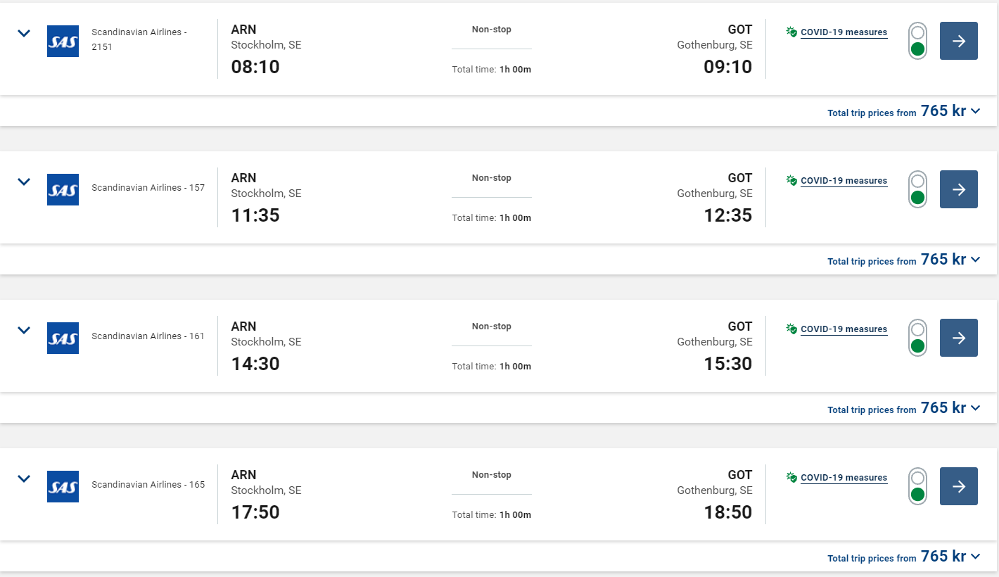 SAS
Scandinavian Airlines -
2151
ARN
Stockholm, SE
08:10
Non-stop
Total time: 1h 00m
GOT
Gothenburg, SE
09:10
COVID-19 measures
Total trip prices from 765 kr
SAS
Scandinavian Airlines - 157
ARN
Stockholm, SE
11:35
Non-stop
Total time: 1h 00m
GOT
Gothenburg, SE
12:35
COVID-19 measures
Total trip prices from 765 kr
SAS
Scandinavian Airlines - 161
ARN
Stockholm, SE
14:30
Non-stop
Total time: 1h 00m
GOT
Gothenburg, SE
15:30
COVID-19 measures
Total trip prices from 765 kr
SAS
Scandinavian Airlines - 165
ARN
Stockholm, SE
17:50
Non-stop
Total time: 1h 00m
GOT
Gothenburg, SE
18:50
COVID-19 measures
Total trip prices from 765 kr